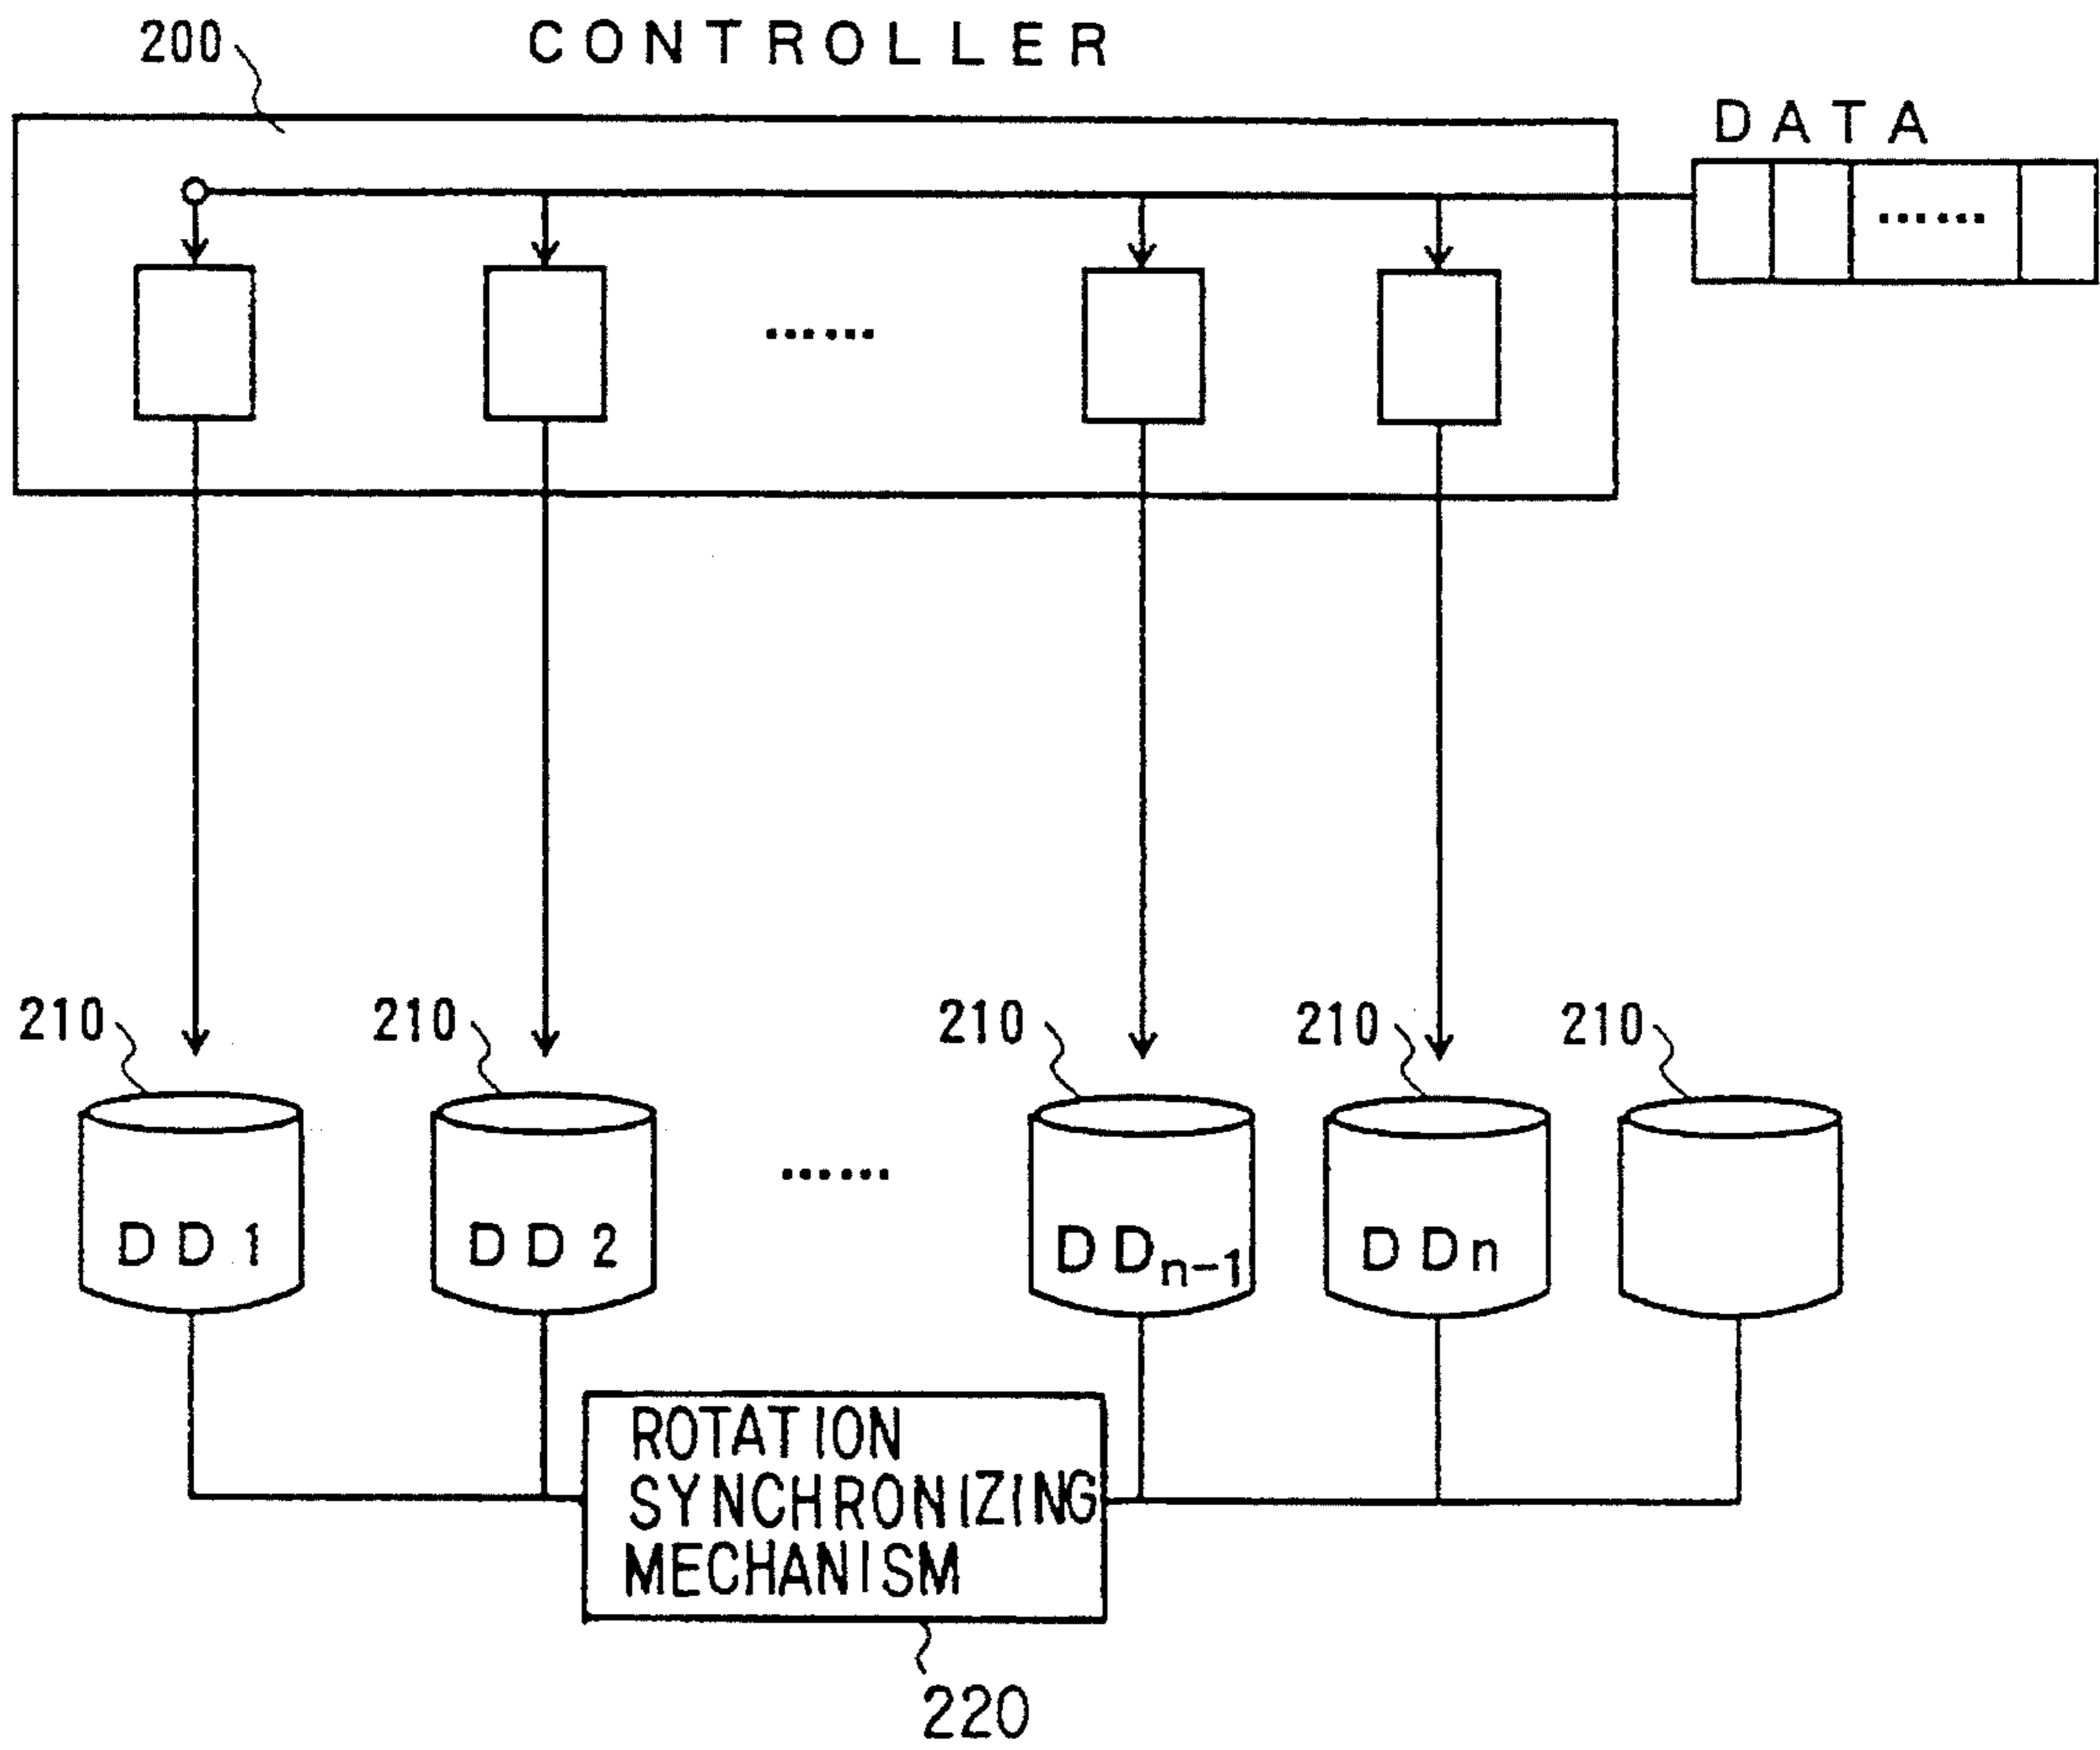 200
CONTROLLER
DATA
......
......
210
210
210
210
210
......
DD1
DD2
DDn-1
DDn
ROTATION
SYNCHRONIZING
MECHANISM
220